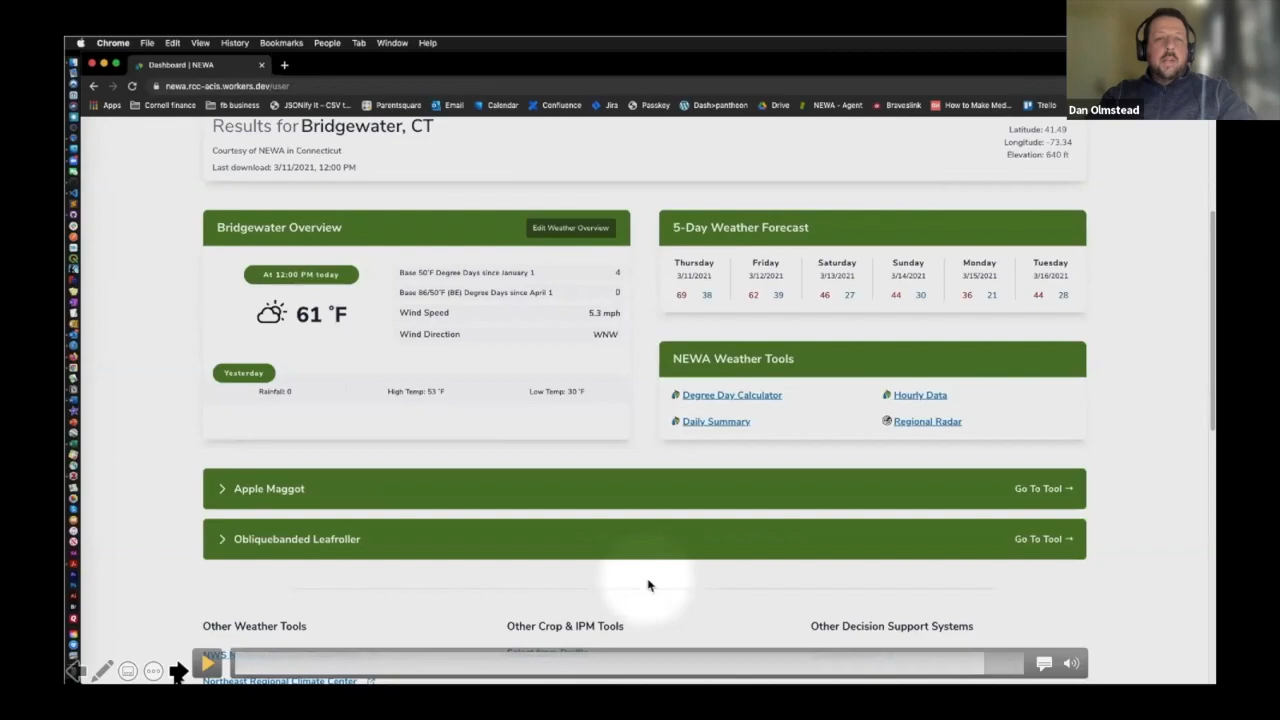 Chrome File Edit View History Bookmarks People Tab Window Help
Dashboard | NEWA
newa.rcc-acis.workers.dev/user
Apps Cornell finance fb business JSONify It - CSV t... Parentsquare Email Calendar Confluence Jira Passkey Dash>pantheon Drive NEWA - Agent Braveslink How to Make Med... Trello
Dan Olmstead
Results for Bridgewater, CT
Courtesy of NEWA in Connecticut
Last download: 3/11/2021, 12:00 PM
Latitude: 41.49
Longitude: -73.34
Elevation: 640 ft
Bridgewater Overview
Edit Weather Overview
At 12:00 PM today
61 °F
Base 50°F Degree Days since January 1 4
Base 86/50°F (BE) Degree Days since April 1 0
Wind Speed 5.3 mph
Wind Direction WNW
Yesterday
Rainfall: 0 High Temp: 53 °F Low Temp: 30 °F
5-Day Weather Forecast
Thursday Friday Saturday Sunday Monday Tuesday
3/11/2021 3/12/2021 3/13/2021 3/14/2021 3/15/2021 3/16/2021
69 38 62 39 46 27 44 30 36 21 44 28
NEWA Weather Tools
Degree Day Calculator Hourly Data
Daily Summary Regional Radar
Apple Maggot Go To Tool →
Obliquebanded Leafroller Go To Tool →
Other Weather Tools Other Crop & IPM Tools Other Decision Support Systems
NWS
Northeast Regional Climate Center